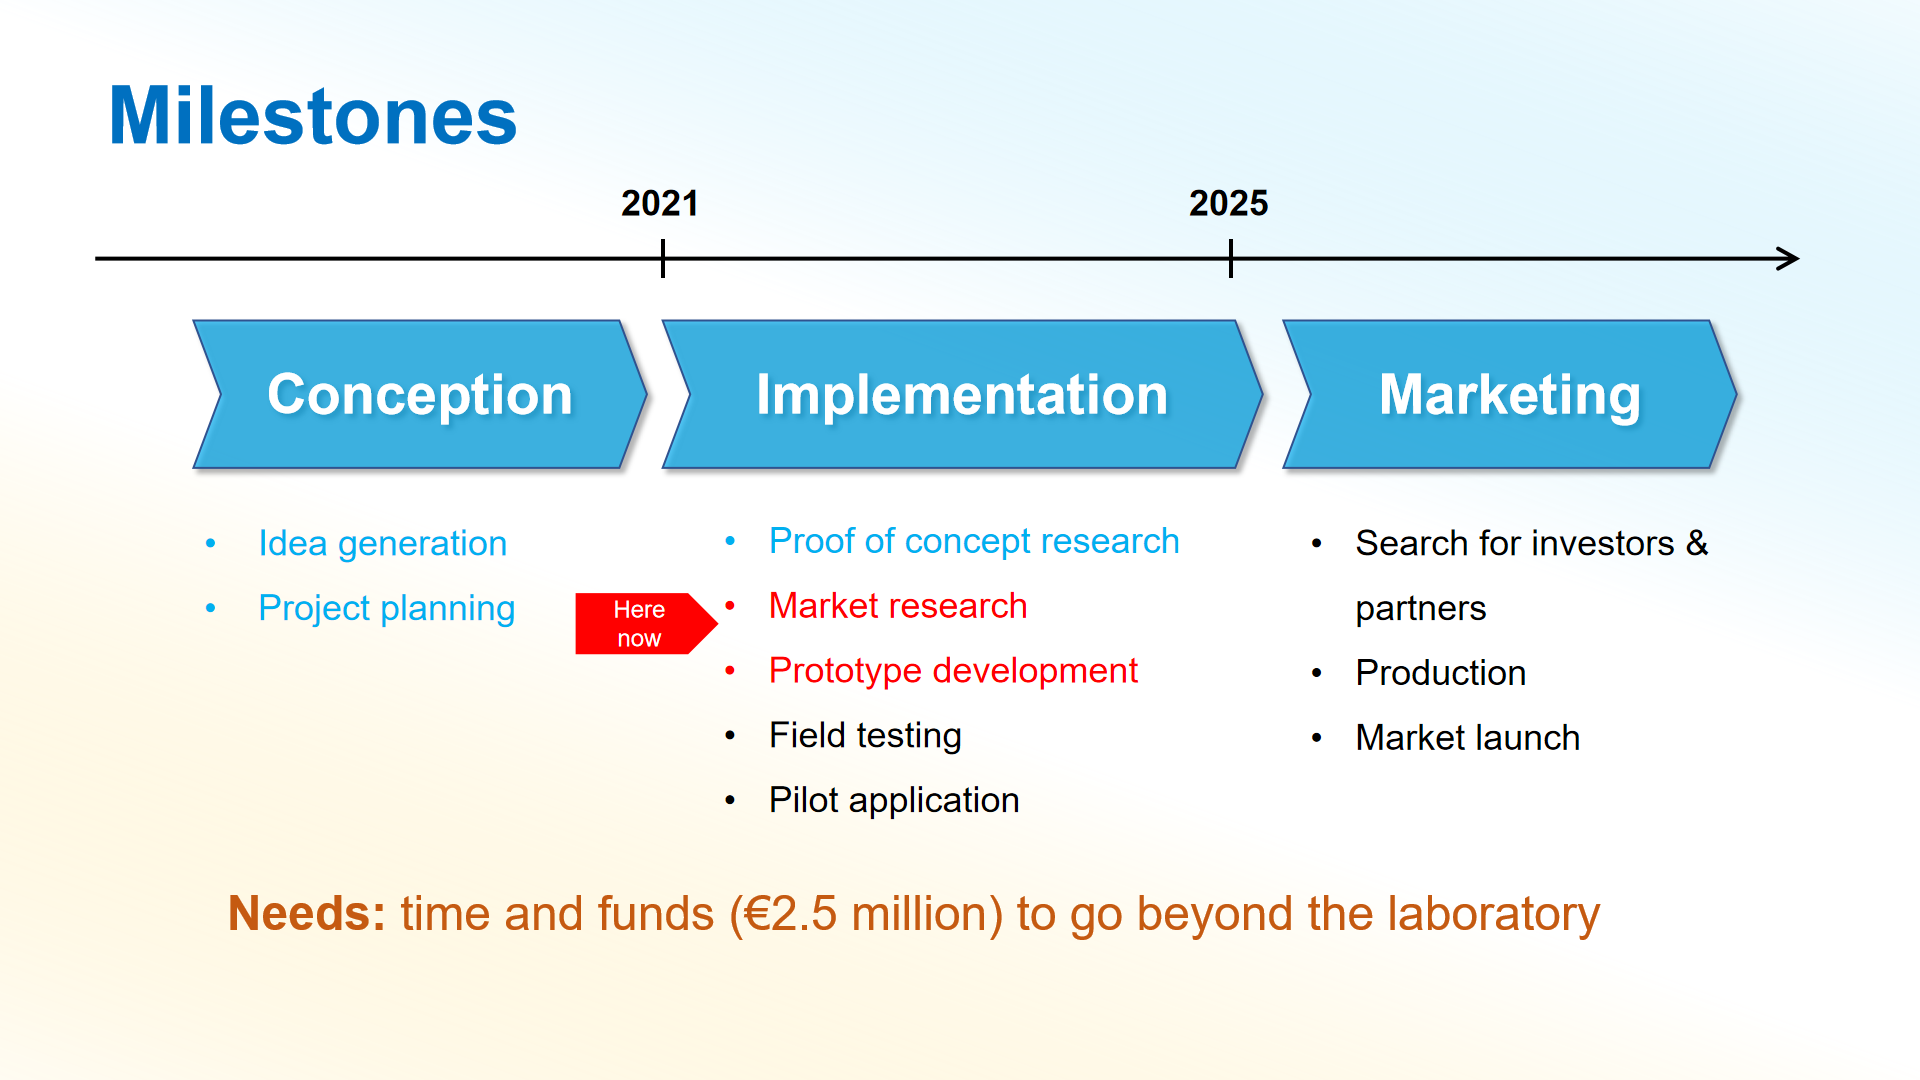 Milestones
2021
2025
Conception
Implementation
Marketing
• Idea generation
• Project planning
Here
now
• Proof of concept research
• Market research
• Prototype development
• Field testing
• Pilot application
• Search for investors &
partners
• Production
• Market launch
Needs: time and funds (€2.5 million) to go beyond the laboratory